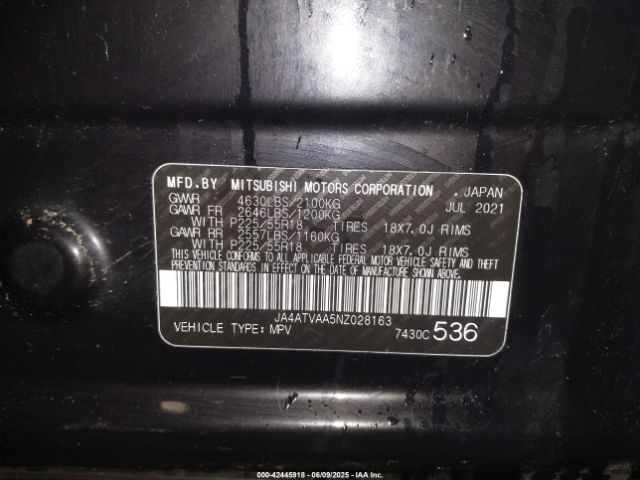 MFD.BY MITSUBISHI MOTORS CORPORATION , JAPAN
GVWR 4630LBS/2100KG JUL 2021
GAWR FR 2646LBS/1200KG
WITH P225/55R18 TIRES 18X7.0J RIMS
GAWR RR 2557LBS/1160KG
WITH P225/55R18 TIRES 18X7.0J RIMS
THIS VEHICLE CONFORMS TO ALL APPLICABLE FEDERAL MOTOR VEHICLE SAFETY AND THEFT
PREVENTION STANDARDS IN EFFECT ON THE DATE OF MANUFACTURE SHOWN ABOVE.
JA4ATVAA5NZ028163
VEHICLE TYPE:MPV 7430C 536
000-42445918 - 06/09/2025 - IAA Inc.